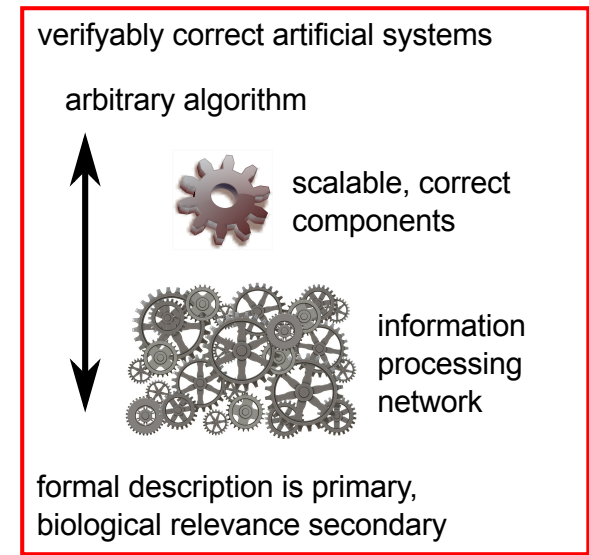 verifyably correct artificial systems
arbitrary algorithm
scalable, correct
components
information
processing
network
formal description is primary,
biological relevance secondary